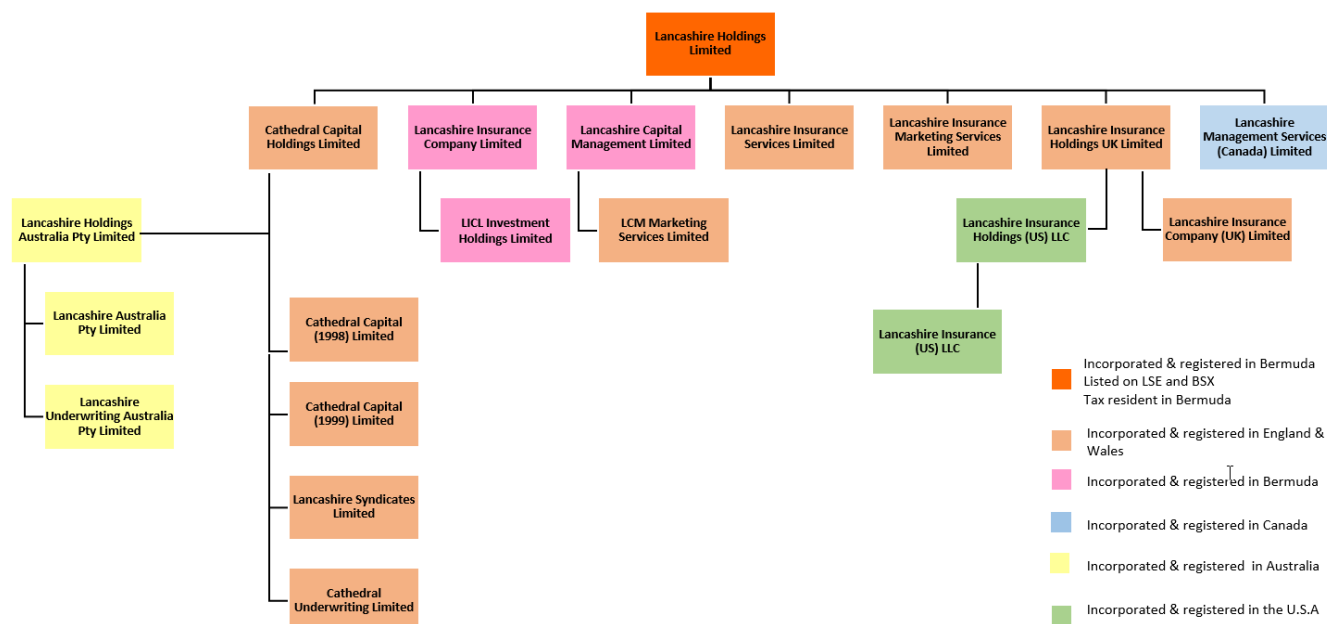 Lancashire Holdings
Limited
Cathedral Capital
Holdings Limited
Lancashire Insurance
Company Limited
Lancashire Capital
Management Limited
Lancashire Insurance
Services Limited
Lancashire Insurance
Marketing Services
Limited
Lancashire Insurance
Holdings UK Limited
Lancashire
Management Services
(Canada) Limited
Lancashire Holdings
Australia Pty Limited
LICL Investment
Holdings Limited
LCM Marketing
Services Limited
Lancashire Insurance
Holdings (US) LLC
Lancashire Insurance
Company (UK) Limited
Lancashire Australia
Pty Limited
Cathedral Capital
(1998) Limited
Lancashire Insurance
(US) LLC
Lancashire
Underwriting Australia
Pty Limited
Cathedral Capital
(1999) Limited
Lancashire Syndicates
Limited
Cathedral
Underwriting Limited
Incorporated & registered in Bermuda
Listed on LSE and BSX
Tax resident in Bermuda
Incorporated & registered in England &
Wales
Incorporated & registered in Bermuda
Incorporated & registered in Canada
Incorporated & registered in Australia
Incorporated & registered in the U.S.A